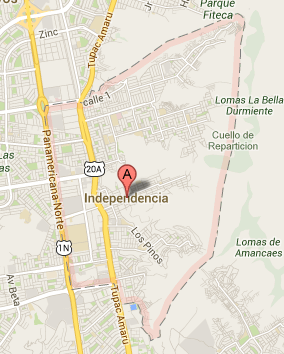 Parque
Fiteca
Zinc
Tupac Amaru
calle 1
Lomas La Bella
Durmiente
Cuello de
Reparticion
Panamericana Norte
Las
20A
A
Independencia
Los Pinos
1N
Lomas de
Amancaes
Av Beta
Tupac Amaru